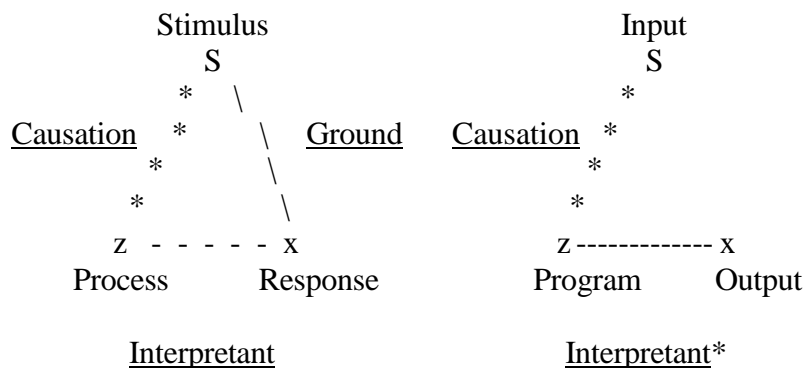 Stimulus Input
S S
* \ *
Causation * \ Ground Causation *
* \ *
* \ *
z - - - - - x z ------------- x
Process Response Program Output
Interpretant Interpretant*